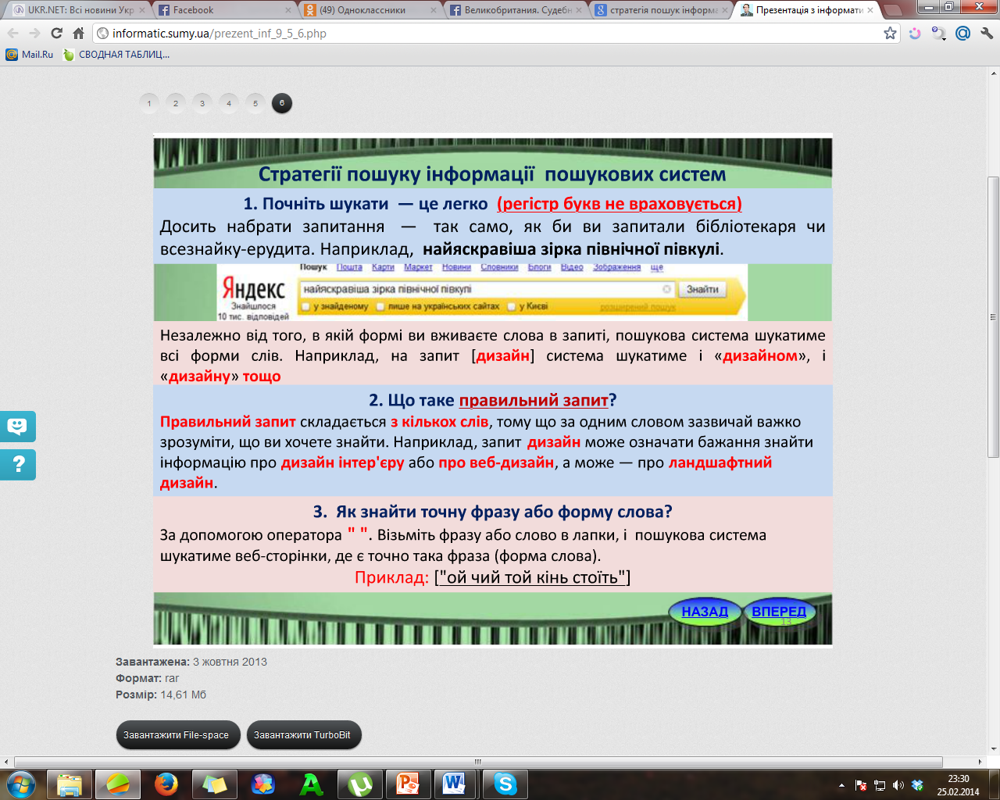 UKR.NET: Всі новини Укр
Facebook
(49) Одноклассники
Великобритания. Судебн
стратегія пошук інформа
Презентація з інформати
informatic.sumy.ua/prezent_inf_9_5_6.php
Mail.Ru
СВОДНАЯ ТАБЛИЦ...
1 2 3 4 5 6
Стратегії пошуку інформації пошукових систем
1. Почніть шукати — це легко (регістр букв не враховується)
Досить набрати запитання — так само, як би ви запитали бібліотекаря чи
всезнайку-ерудита. Наприклад, найяскравіша зірка північної півкулі.
Пошук Пошта Карти Маркет Новини Словники Блоги Відео Зображення ще
Яндекс
найяскравіша зірка північної півкулі
Знайти
Знайшлося
10 тис. відповідей
у знайденому лише на українських сайтах у Києві розширений пошук
Незалежно від того, в якій формі ви вживаєте слова в запиті, пошукова система шукатиме
всі форми слів. Наприклад, на запит [дизайн] система шукатиме і «дизайном», і
«дизайну» тощо
2. Що таке правильний запит?
Правильний запит складається з кількох слів, тому що за одним словом зазвичай важко
зрозуміти, що ви хочете знайти. Наприклад, запит дизайн може означати бажання знайти
інформацію про дизайн інтер'єру або про веб-дизайн, а може — про ландшафтний
дизайн.
3. Як знайти точну фразу або форму слова?
За допомогою оператора " ". Візьміть фразу або слово в лапки, і пошукова система
шукатиме веб-сторінки, де є точно така фраза (форма слова).
Приклад: ["ой чий той кінь стоїть"]
НАЗАД
ВПЕРЕД
13
Завантажена: 3 жовтня 2013
Формат: rar
Розмір: 14,61 Мб
Завантажити File-space
Завантажити TurboBit
23:30
25.02.2014